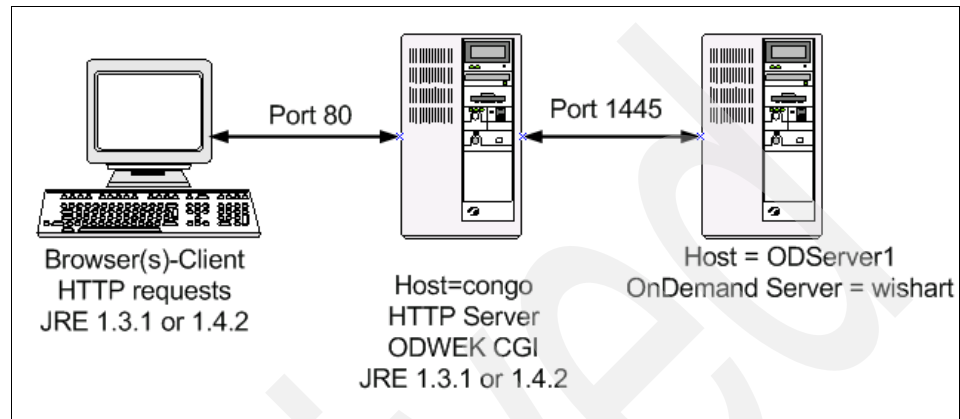 Port 80
Port 1445
Browser(s)-Client
HTTP requests
JRE 1.3.1 or 1.4.2
Host=congo
HTTP Server
ODWEK CGI
JRE 1.3.1 or 1.4.2
Host = ODServer1
OnDemand Server = wishart